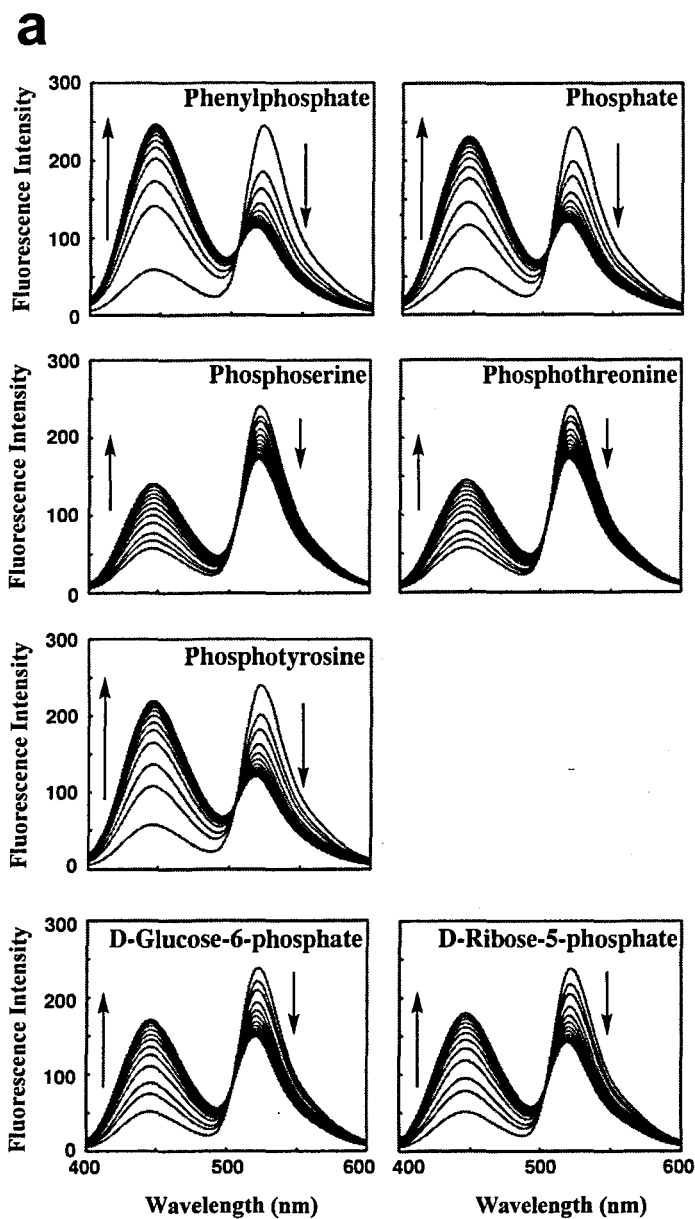 a
Phenylphosphate
Phosphate
Fluorescence Intensity
300
200
100
0
Phosphoserine
Phosphothreonine
Fluorescence Intensity
300
200
100
0
Phosphotyrosine
Fluorescence Intensity
300
200
100
0
D-Glucose-6-phosphate
D-Ribose-5-phosphate
Fluorescence Intensity
300
200
100
0
400 500 600 400 500 600
Wavelength (nm) Wavelength (nm)